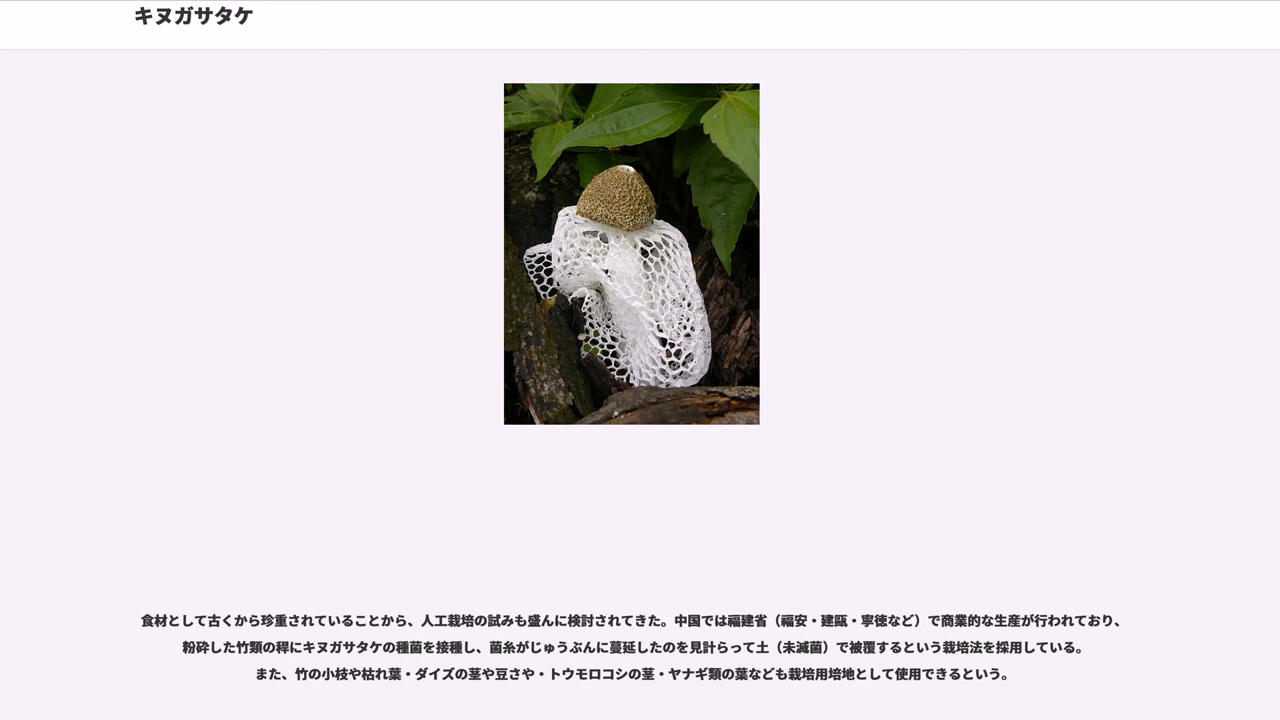 キヌガサタケ
食材として古くから珍重されていることから、人工栽培の試みも盛んに検討されてきた。中国では福建省（福安・建甌・寧徳など）で商業的な生産が行われており、
粉砕した竹類の稈にキヌガサタケの種菌を接種し、菌糸がじゅうぶんに蔓延したのを見計らって土（未滅菌）で被覆するという栽培法を採用している。
また、竹の小枝や枯れ葉・ダイズの茎や豆さや・トウモロコシの茎・ヤナギ類の葉なども栽培用培地として使用できるという。